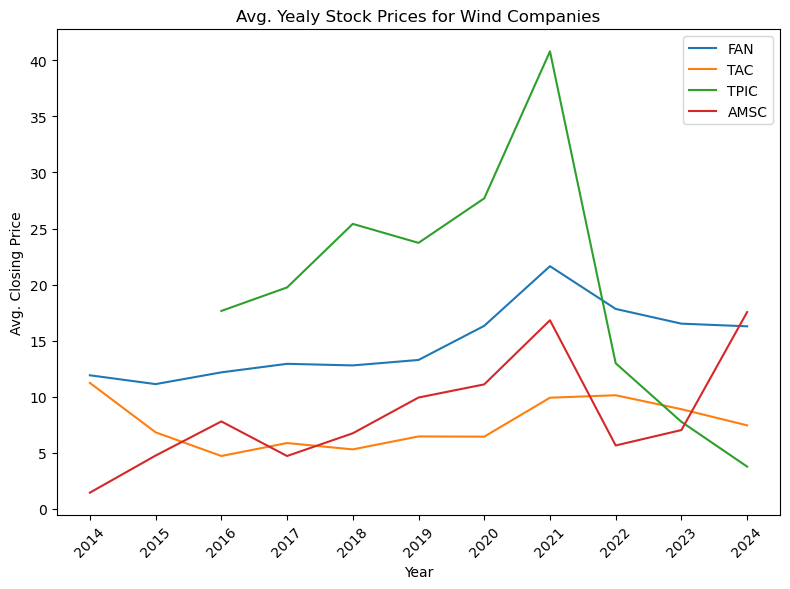 Avg. Yealy Stock Prices for Wind Companies
FAN
TAC
TPIC
AMSC
Avg. Closing Price
40
35
30
25
20
15
10
5
0
2014
2015
2016
2017
2018
2019
2020
2021
2022
2023
2024
Year